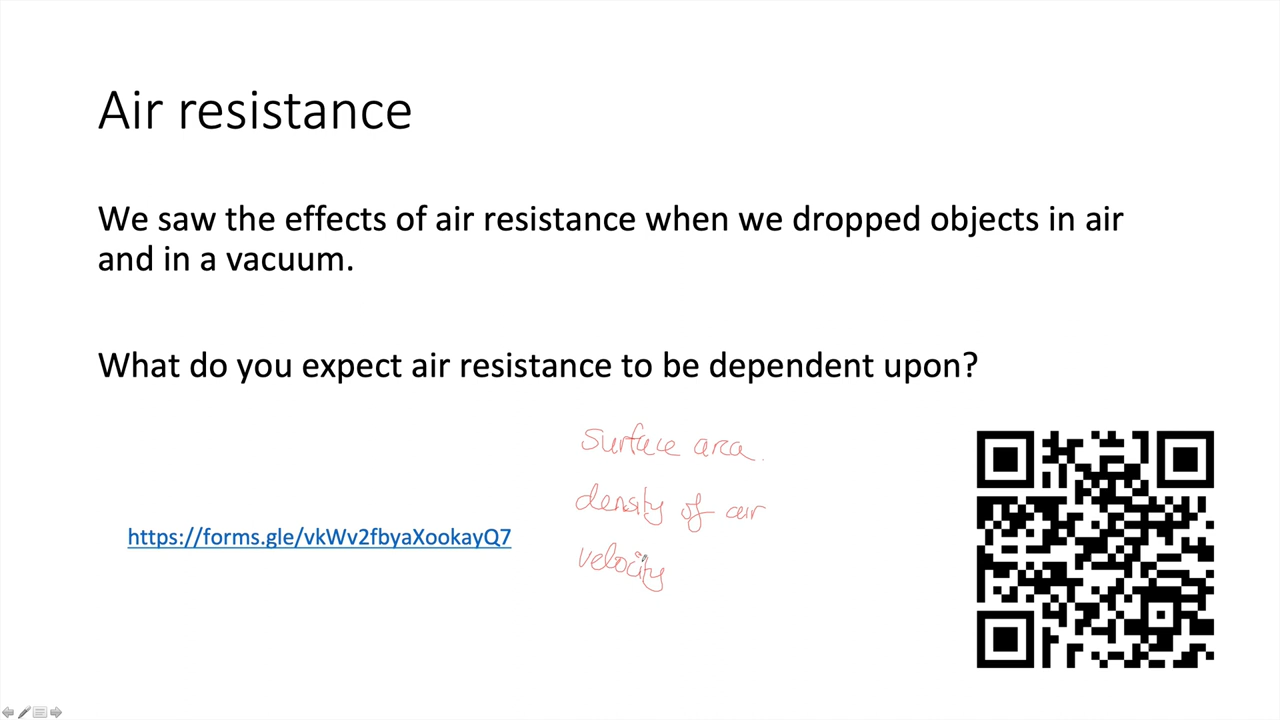 Air resistance
We saw the effects of air resistance when we dropped objects in air
and in a vacuum.
What do you expect air resistance to be dependent upon?
surface area.
density of air
https://forms.gle/vkWv2fbyaXookayQ7
velocity